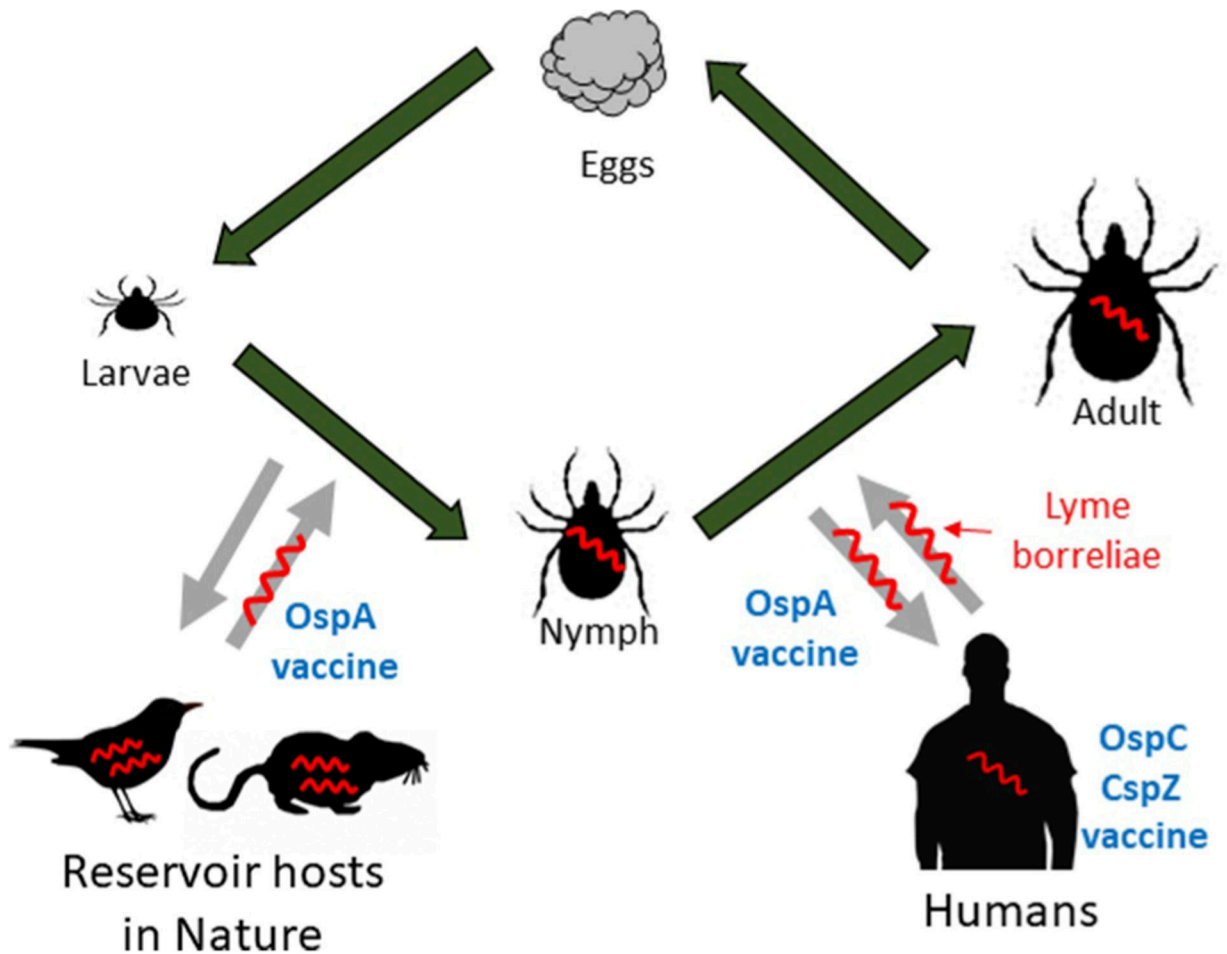 Eggs
Larvae
Adult
Nymph
Lyme
borreliae
OspA
vaccine
OspA
vaccine
OspC
CspZ
vaccine
Reservoir hosts
in Nature
Humans